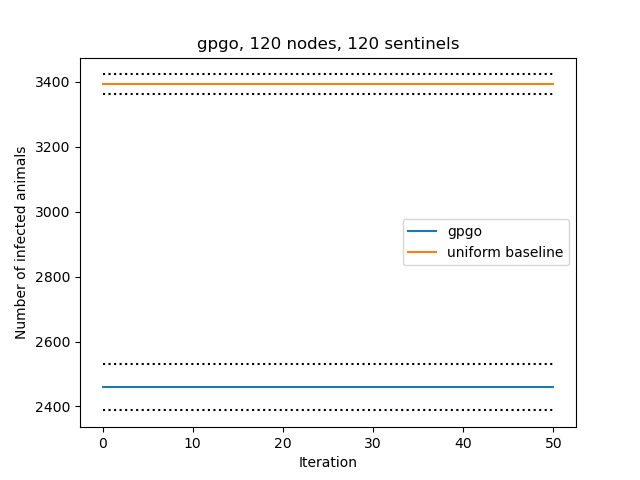 gpgo, 120 nodes, 120 sentinels
Number of infected animals
3400
3200
3000
2800
2600
2400
gpgo
uniform baseline
0 10 20 30 40 50
Iteration